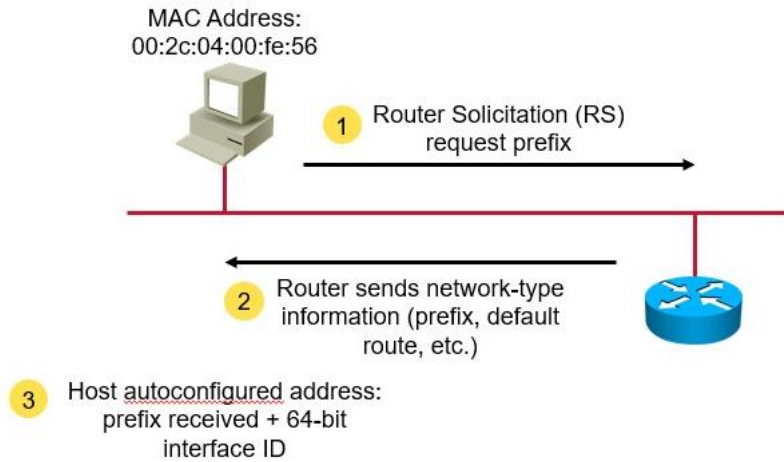 MAC Address:
00:2c:04:00:fe:56
1
Router Solicitation (RS)
request prefix
2
Router sends network-type
information (prefix, default
route, etc.)
3
Host autoconfigured address:
prefix received + 64-bit
interface ID